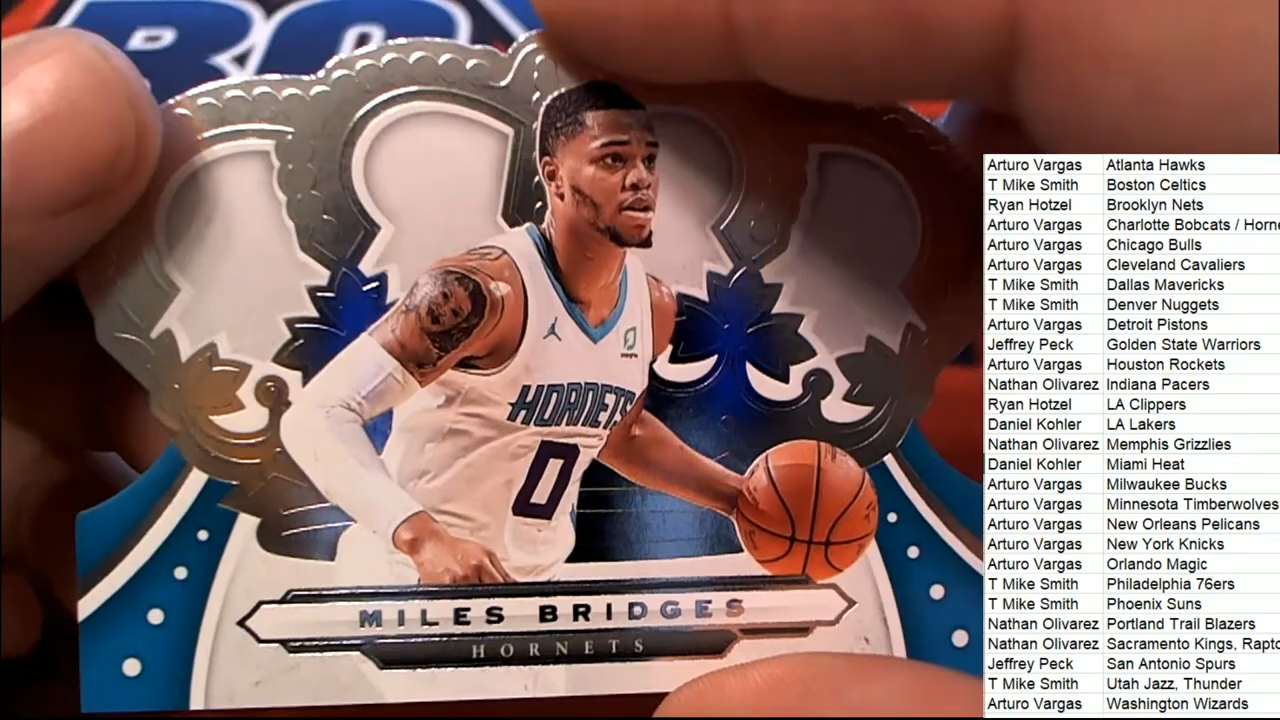 HORNETS
0
MILES BRIDGES
HORNETS
Arturo Vargas Atlanta Hawks
T Mike Smith Boston Celtics
Ryan Hotzel Brooklyn Nets
Arturo Vargas Charlotte Bobcats / Horne
Arturo Vargas Chicago Bulls
Arturo Vargas Cleveland Cavaliers
T Mike Smith Dallas Mavericks
T Mike Smith Denver Nuggets
Arturo Vargas Detroit Pistons
Jeffrey Peck Golden State Warriors
Arturo Vargas Houston Rockets
Nathan Olivarez Indiana Pacers
Ryan Hotzel LA Clippers
Daniel Kohler LA Lakers
Nathan Olivarez Memphis Grizzlies
Daniel Kohler Miami Heat
Arturo Vargas Milwaukee Bucks
Arturo Vargas Minnesota Timberwolves
Arturo Vargas New Orleans Pelicans
Arturo Vargas New York Knicks
Arturo Vargas Orlando Magic
T Mike Smith Philadelphia 76ers
T Mike Smith Phoenix Suns
Nathan Olivarez Portland Trail Blazers
Nathan Olivarez Sacramento Kings, Rapto
Jeffrey Peck San Antonio Spurs
T Mike Smith Utah Jazz, Thunder
Arturo Vargas Washington Wizards